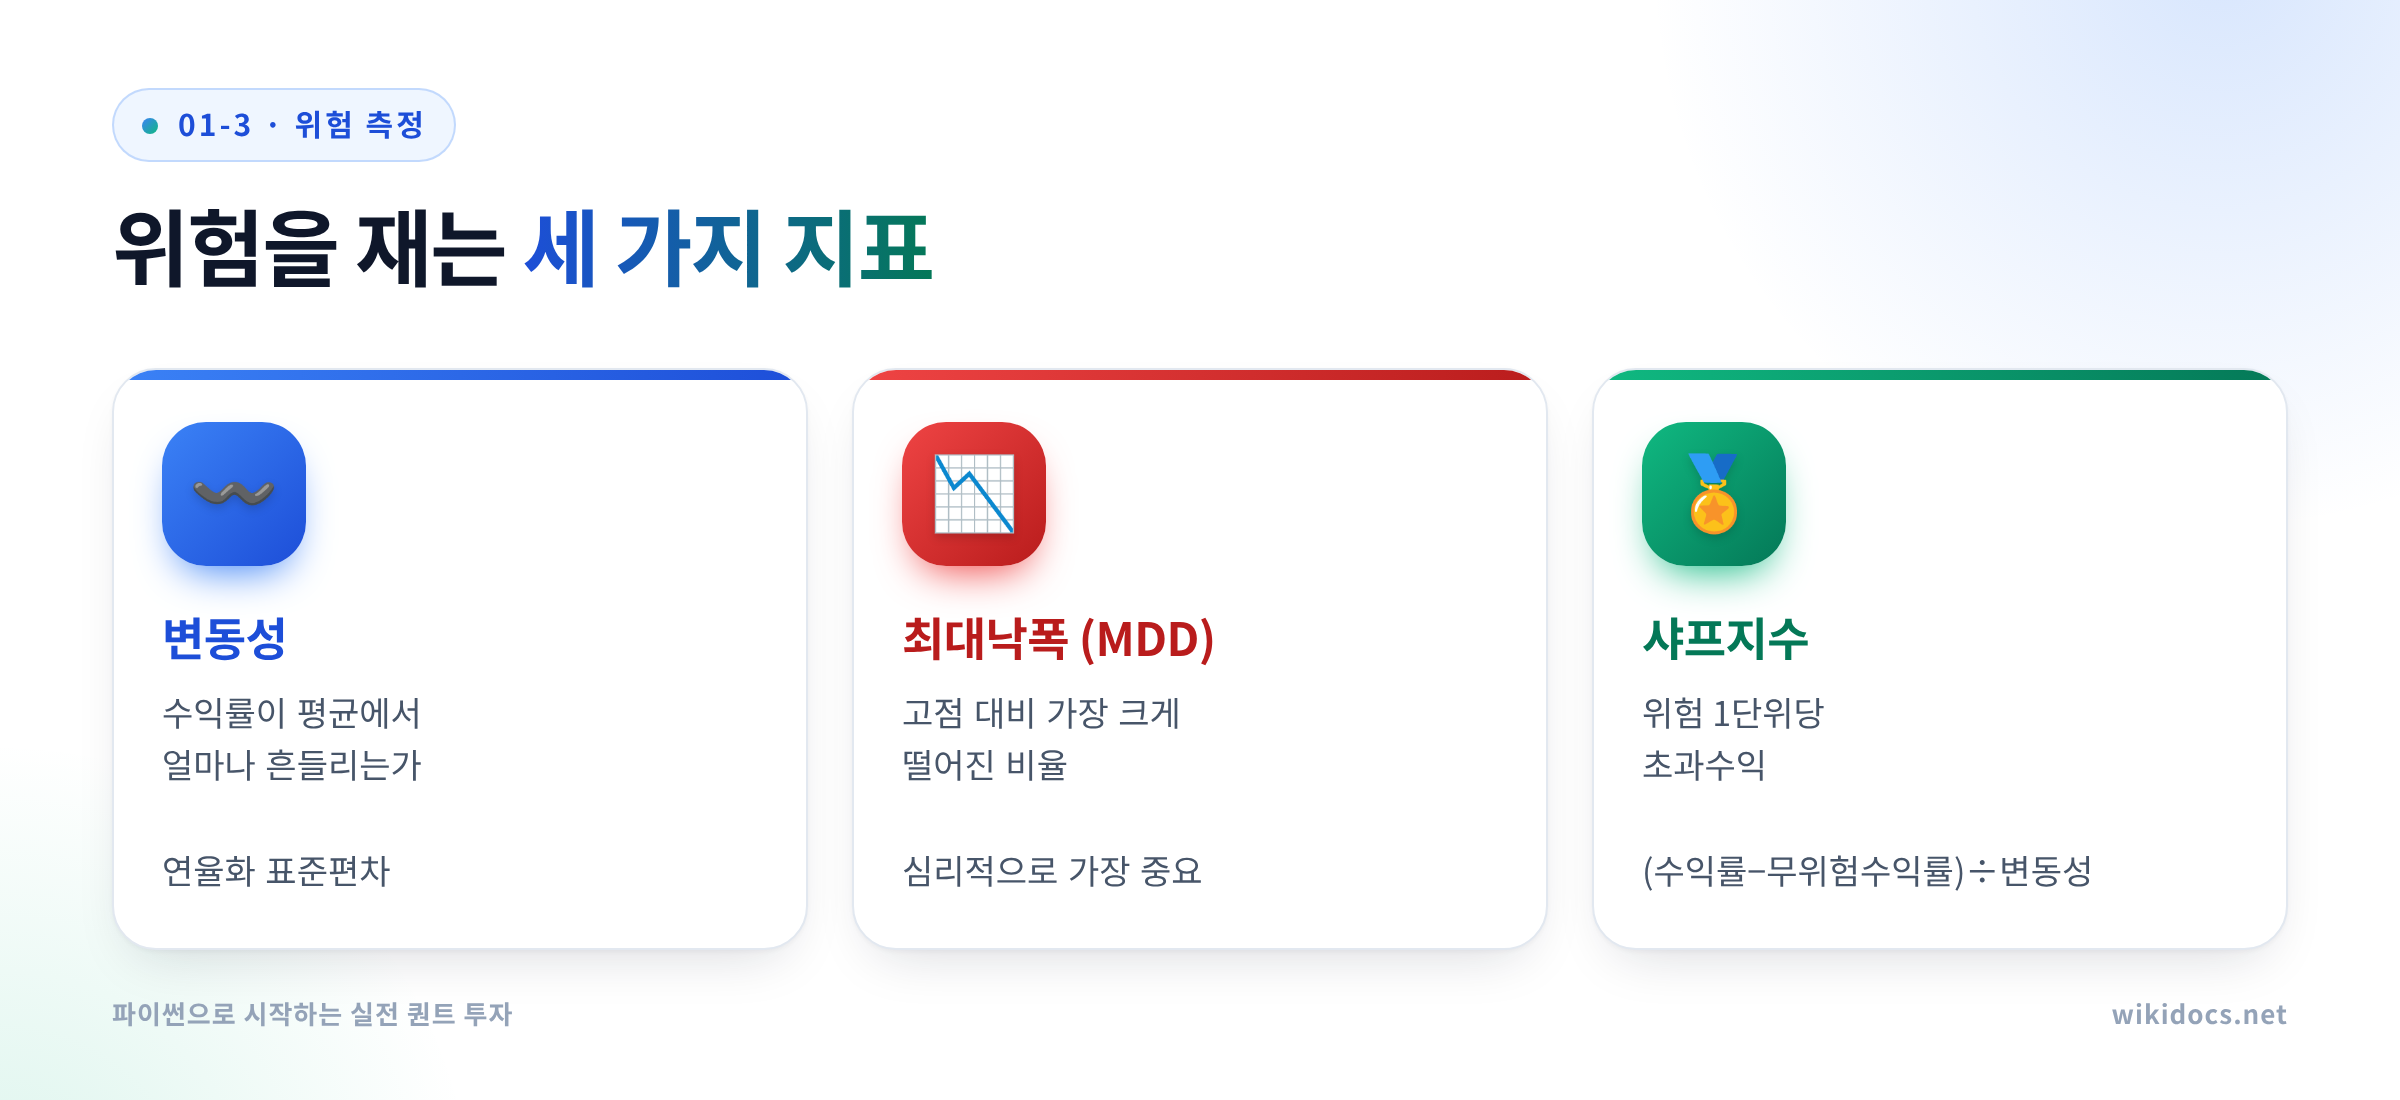 01-3 · 위험 측정
위험을 재는 세 가지 지표
변동성
수익률이 평균에서
얼마나 흔들리는가
연율화 표준편차
최대낙폭 (MDD)
고점 대비 가장 크게
떨어진 비율
심리적으로 가장 중요
샤프지수
위험 1단위당
초과수익
(수익률−무위험수익률)÷변동성
파이썬으로 시작하는 실전 퀀트 투자
wikidocs.net